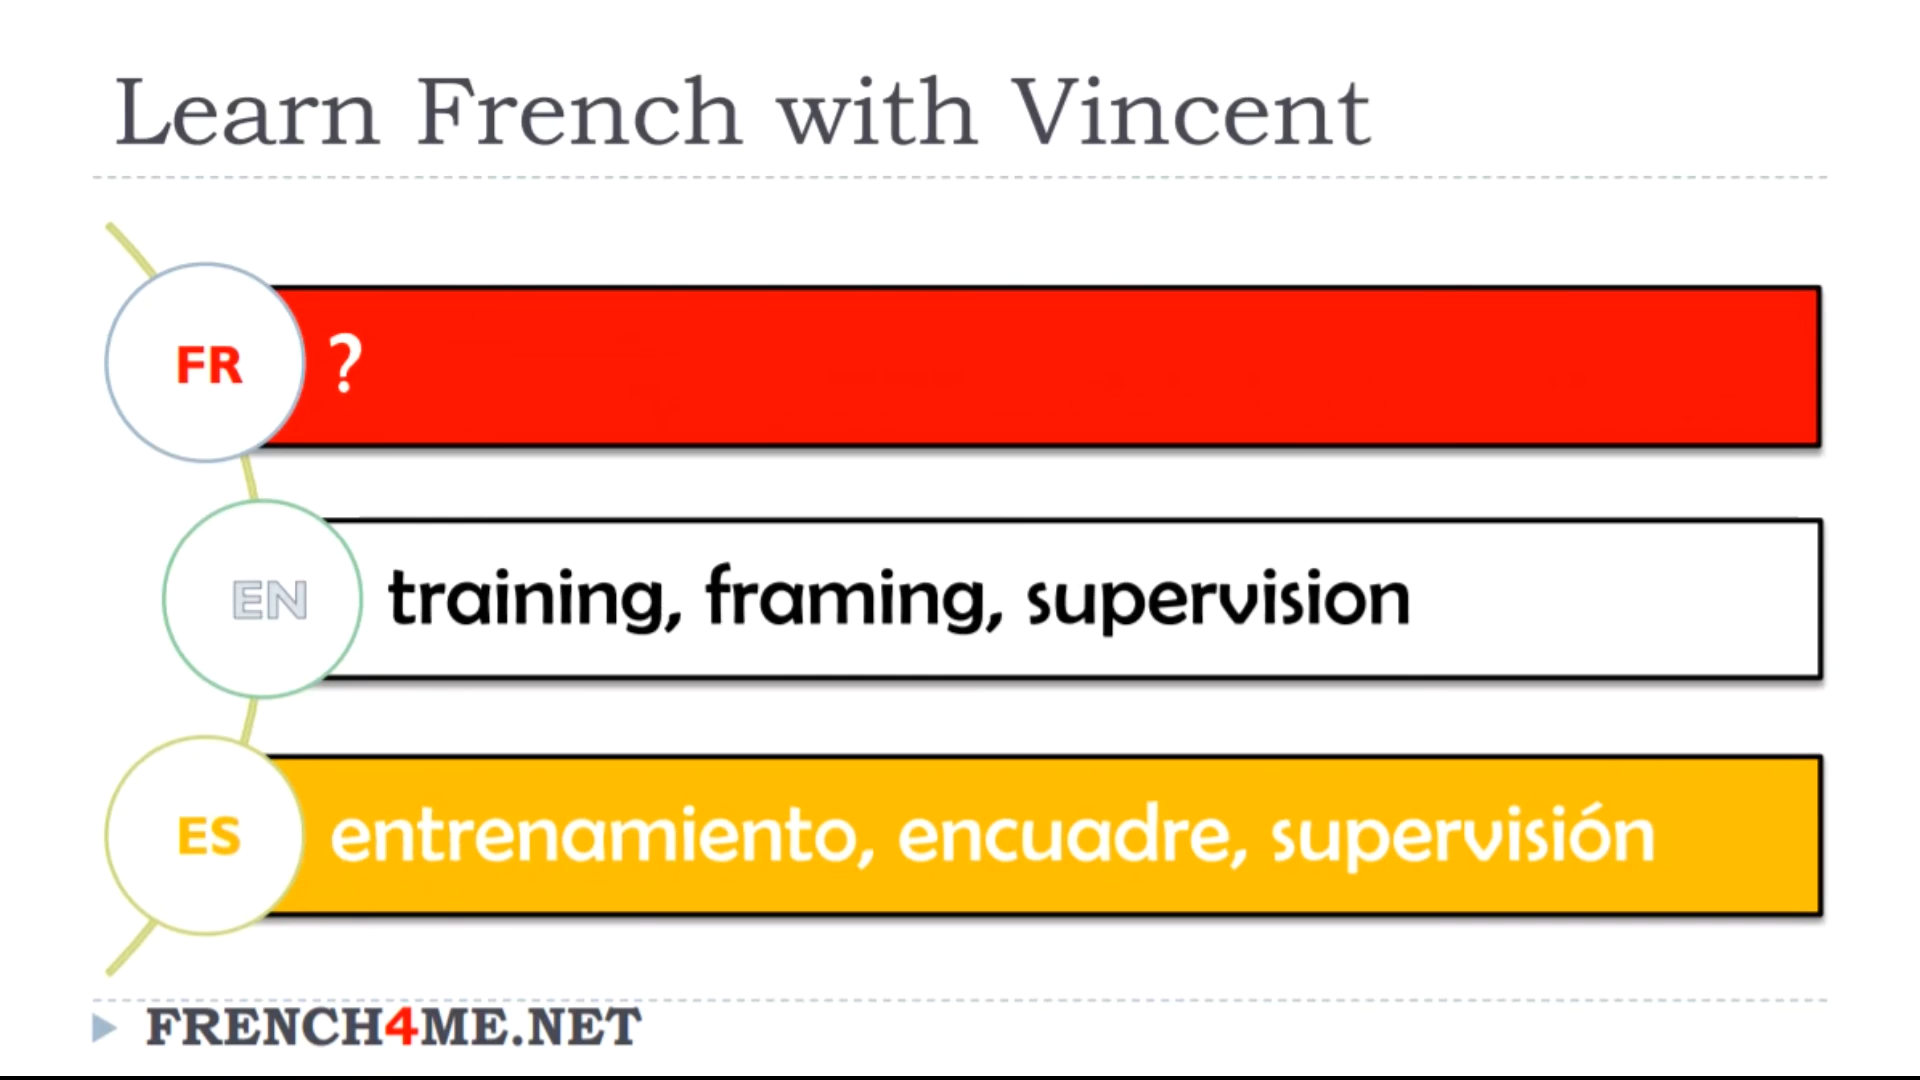 Learn French with Vincent
FR ?
EN training, framing, supervision
ES entrenamiento, encuadre, supervisión
FRENCH4ME.NET